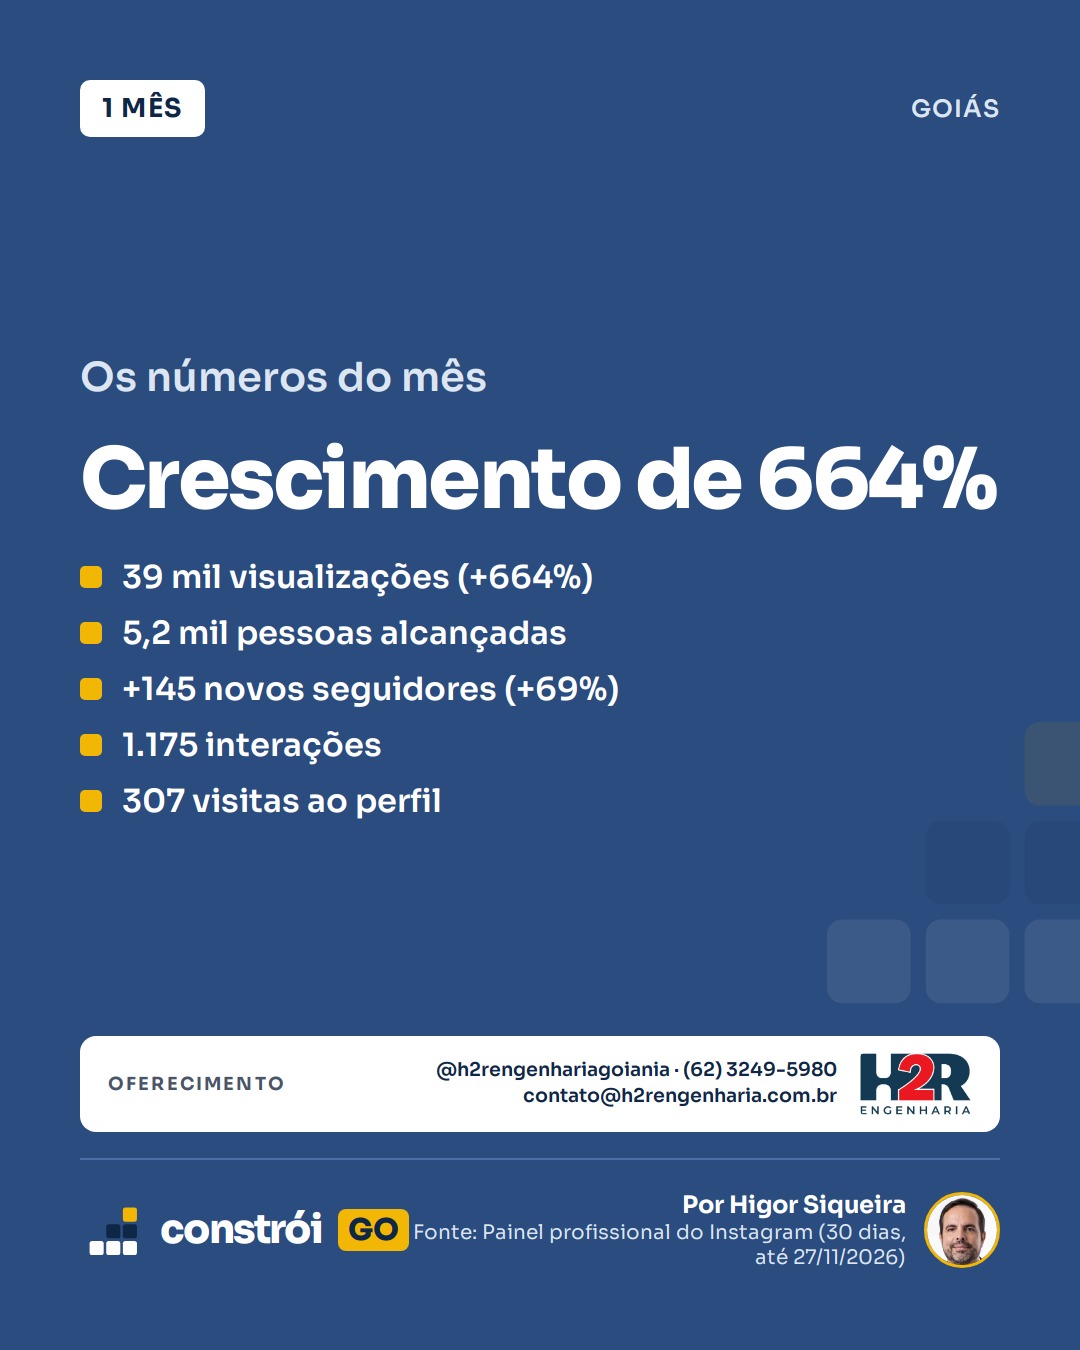 1 MÊS
GOIÁS
Os números do mês
Crescimento de 664%
39 mil visualizações (+664%)
5,2 mil pessoas alcançadas
+145 novos seguidores (+69%)
1.175 interações
307 visitas ao perfil
OFERECIMENTO
@h2rengenhariagoiania · (62) 3249-5980
contato@h2rengenharia.com.br
H2R
ENGENHARIA
constrói GO
Por Higor Siqueira
Fonte: Painel profissional do Instagram (30 dias,
até 27/11/2026)